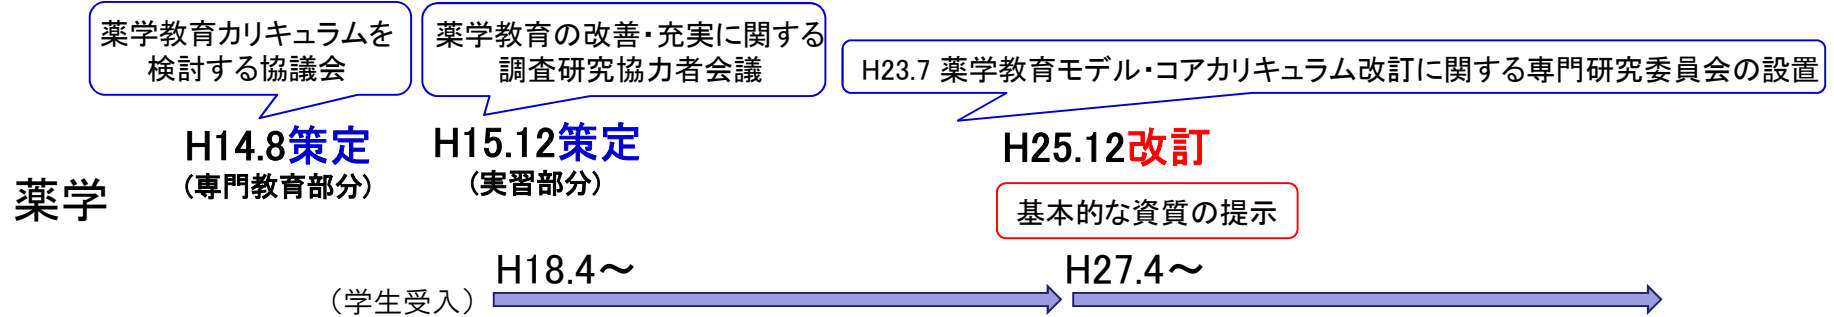 薬学教育カリキュラムを
検討する協議会
薬学教育の改善・充実に関する
調査研究協力者会議
H23.7 薬学教育モデル・コアカリキュラム改訂に関する専門研究委員会の設置
H14.8策定
(専門教育部分)
H15.12策定
(実習部分)
H25.12改訂
薬学
基本的な資質の提示
H18.4～
H27.4～
（学生受入）